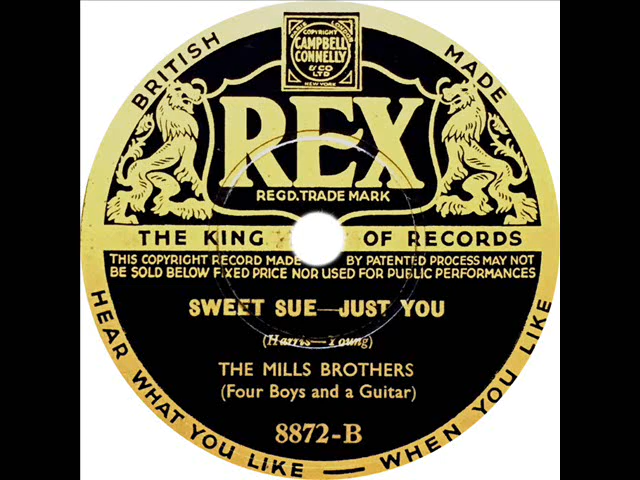 COPYRIGHT
CAMPBELL
CONNELLY
& CO
LTD
NEW YORK
BRITISH MADE
REX
REGD. TRADE MARK
THE KING OF RECORDS
THIS COPYRIGHT RECORD MADE BY PATENTED PROCESS MAY NOT
BE SOLD BELOW FIXED PRICE NOR USED FOR PUBLIC PERFORMANCES
SWEET SUE—JUST YOU
(Harris—Young)
THE MILLS BROTHERS
(Four Boys and a Guitar)
8872-B
HEAR WHAT YOU LIKE — WHEN YOU LIKE